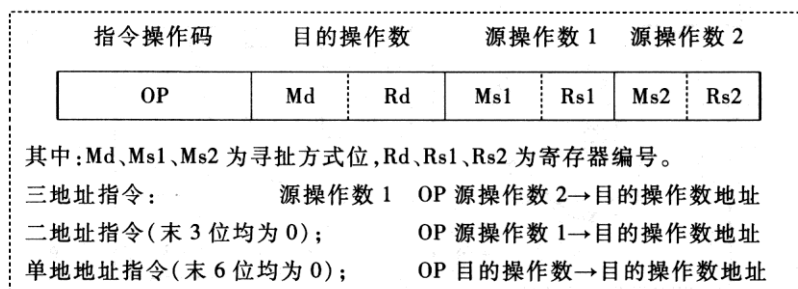 指令操作码 目的操作数 源操作数 1 源操作数 2
OP Md Rd Ms1 Rs1 Ms2 Rs2
其中:Md、Ms1、Ms2 为寻扯方式位,Rd、Rs1、Rs2 为寄存器编号。
三地址指令: 源操作数 1 OP 源操作数 2→目的操作数地址
二地址指令(末 3 位均为 0); OP 源操作数 1→目的操作数地址
单地地址指令(末 6 位均为 0); OP 目的操作数→目的操作数地址